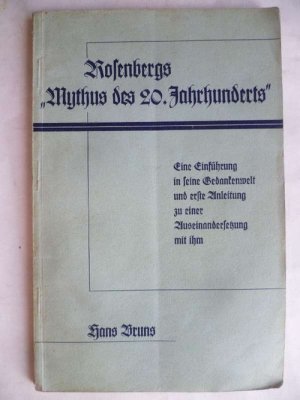 Rosenbergs
„Mythus des 20. Jahrhunderts"
Eine Einführung
in seine Gedankenwelt
und erste Anleitung
zu einer
Auseinandersetzung
mit ihm
Hans Bruns